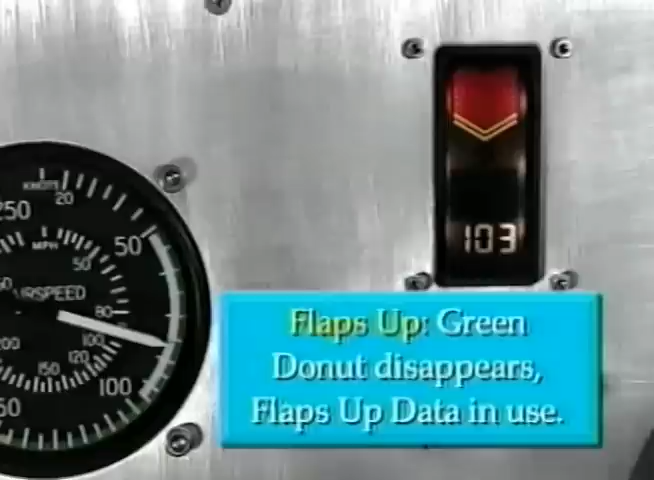 KNOTS
20
250
MPH
50
50
IRSPEED
80
100
200
120
150
100
103
Flaps Up: Green
Donut disappears,
Flaps Up Data in use.